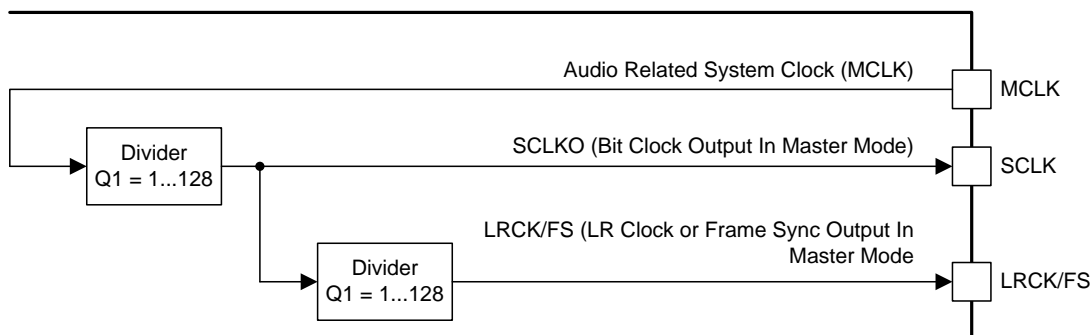 Audio Related System Clock (MCLK)
MCLK
Divider
Q1 = 1...128
SCLKO (Bit Clock Output In Master Mode)
SCLK
LRCK/FS (LR Clock or Frame Sync Output In
Master Mode
LRCK/FS
Divider
Q1 = 1...128